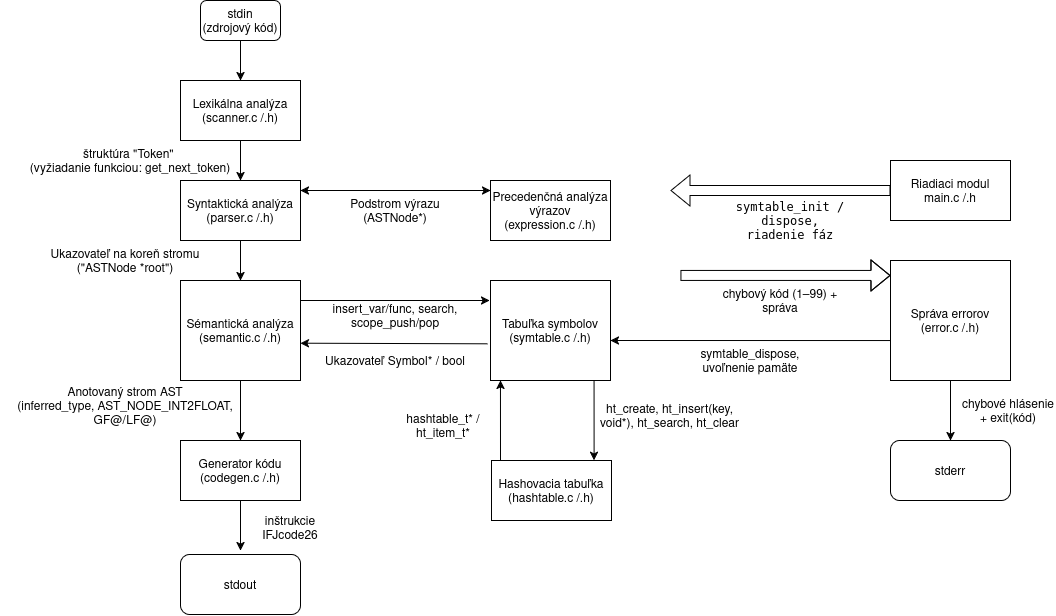 stdin
(zdrojový kód)
Lexikálna analýza
(scanner.c /.h)
štruktúra "Token"
(vyžiadanie funkciou: get_next_token)
Syntaktická analýza
(parser.c /.h)
Podstrom výrazu
(ASTNode*)
Precedenčná analýza
výrazov
(expression.c /.h)
symtable_init /
dispose,
riadenie fáz
Riadiaci modul
main.c /.h
Ukazovateľ na koreň stromu
("ASTNode *root")
Sémantická analýza
(semantic.c /.h)
insert_var/func, search,
scope_push/pop
Ukazovateľ Symbol* / bool
Tabuľka symbolov
(symtable.c /.h)
chybový kód (1–99) +
správa
symtable_dispose,
uvoľnenie pamäte
Správa errorov
(error.c /.h)
Anotovaný strom AST
(inferred_type, AST_NODE_INT2FLOAT,
GF@/LF@)
hashtable_t* /
ht_item_t*
ht_create, ht_insert(key,
void*), ht_search, ht_clear
chybové hlásenie
+ exit(kód)
Generator kódu
(codegen.c /.h)
Hashovacia tabuľka
(hashtable.c /.h)
stderr
inštrukcie
IFJcode26
stdout